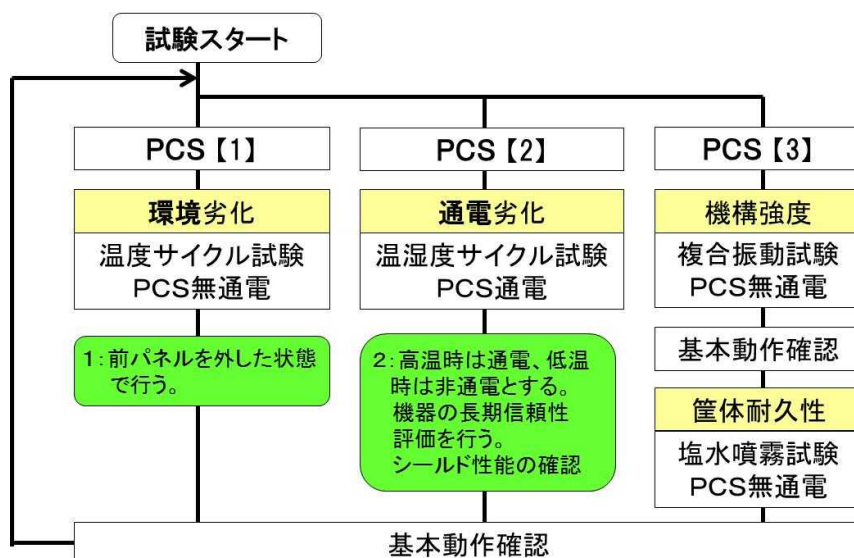 試験スタート
PCS【1】
環境劣化
温度サイクル試験
PCS無通電
1:前パネルを外した状態
で行う。
PCS【2】
通電劣化
温湿度サイクル試験
PCS通電
2:高温時は通電、低温
時は非通電とする。
機器の長期信頼性
評価を行う。
シールド性能の確認
PCS【3】
機構強度
複合振動試験
PCS無通電
基本動作確認
筐体耐久性
塩水噴霧試験
PCS無通電
基本動作確認